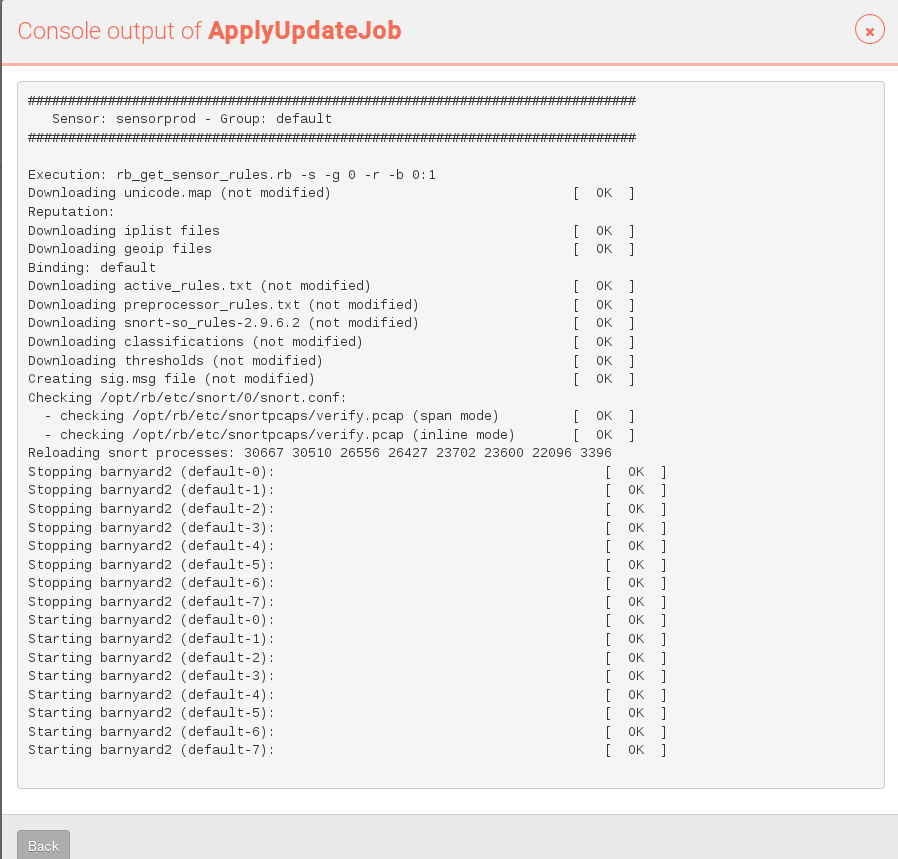 Console output of ApplyUpdateJob
############################################################################
   Sensor: sensorprod - Group: default
############################################################################

Execution: rb_get_sensor_rules.rb -s -g 0 -r -b 0:1
Downloading unicode.map (not modified)                              [  OK  ]
Reputation:
Downloading iplist files                                            [  OK  ]
Downloading geoip files                                             [  OK  ]
Binding: default
Downloading active_rules.txt (not modified)                         [  OK  ]
Downloading preprocessor_rules.txt (not modified)                   [  OK  ]
Downloading snort-so_rules-2.9.6.2 (not modified)                   [  OK  ]
Downloading classifications (not modified)                          [  OK  ]
Downloading thresholds (not modified)                               [  OK  ]
Creating sig.msg file (not modified)                                [  OK  ]
Checking /opt/rb/etc/snort/0/snort.conf:
  - checking /opt/rb/etc/snortpcaps/verify.pcap (span mode)         [  OK  ]
  - checking /opt/rb/etc/snortpcaps/verify.pcap (inline mode)       [  OK  ]
Reloading snort processes: 30667 30510 26556 26427 23702 23600 22096 3396
Stopping barnyard2 (default-0):                                         [  OK  ]
Stopping barnyard2 (default-1):                                         [  OK  ]
Stopping barnyard2 (default-2):                                         [  OK  ]
Stopping barnyard2 (default-3):                                         [  OK  ]
Stopping barnyard2 (default-4):                                         [  OK  ]
Stopping barnyard2 (default-5):                                         [  OK  ]
Stopping barnyard2 (default-6):                                         [  OK  ]
Stopping barnyard2 (default-7):                                         [  OK  ]
Starting barnyard2 (default-0):                                         [  OK  ]
Starting barnyard2 (default-1):                                         [  OK  ]
Starting barnyard2 (default-2):                                         [  OK  ]
Starting barnyard2 (default-3):                                         [  OK  ]
Starting barnyard2 (default-4):                                         [  OK  ]
Starting barnyard2 (default-5):                                         [  OK  ]
Starting barnyard2 (default-6):                                         [  OK  ]
Starting barnyard2 (default-7):                                         [  OK  ]
Back